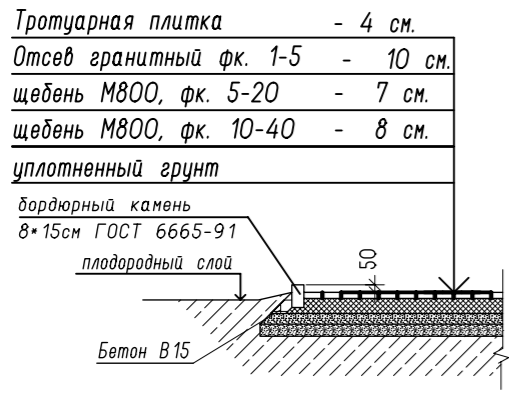 Тротуарная плитка - 4 см.
Отсев гранитный фк. 1-5 - 10 см.
щебень М800, фк. 5-20 - 7 см.
щебень М800, фк. 10-40 - 8 см.
уплотненный грунт
бордюрный камень
8*15см ГОСТ 6665-91
плодородный слой
50
Бетон В15